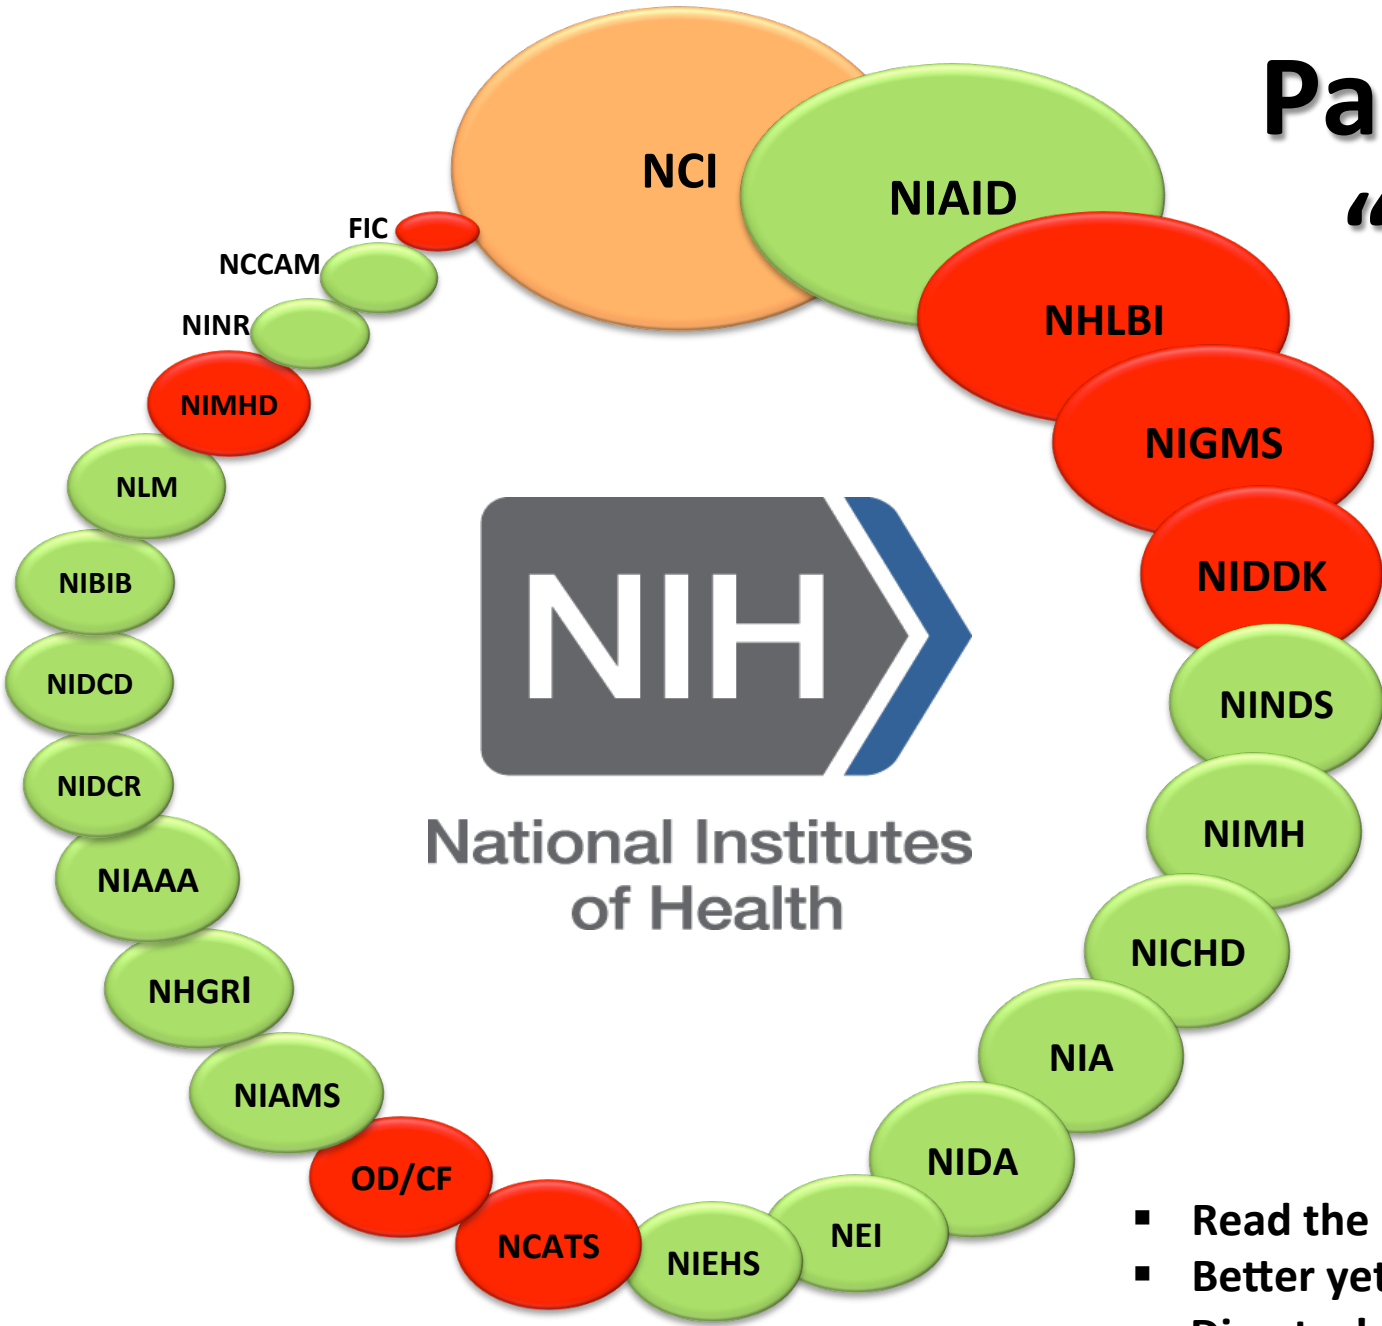 Pa
“
NCI
NIAID
NHLBI
NIGMS
NIDDK
NINDS
NIMH
NICHD
NIA
NIDA
NEI
NIEHS
NCATS
OD/CF
NIAMS
NHGRI
NIAAA
NIDCR
NIDCD
NIBIB
NLM
NIMHD
NINR
NCCAM
FIC
NIH
National Institutes
of Health
▪ Read the
▪ Better yet